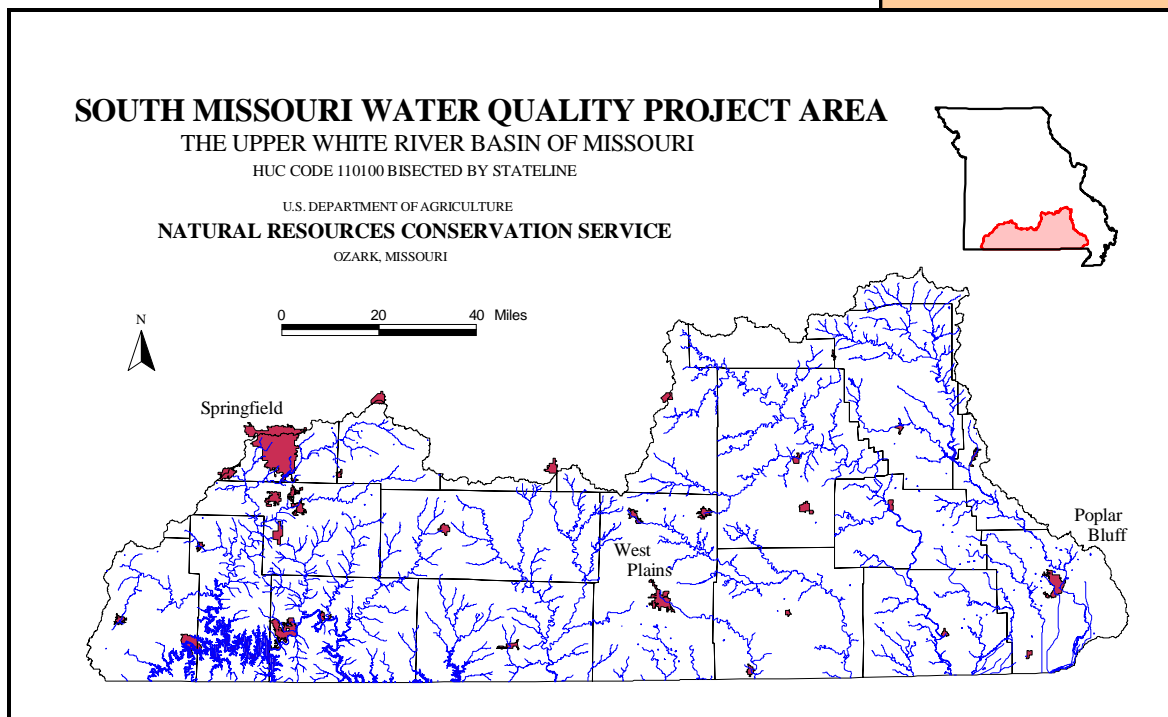 SOUTH MISSOURI WATER QUALITY PROJECT AREA
THE UPPER WHITE RIVER BASIN OF MISSOURI
HUC CODE 110100 BISECTED BY STATELINE
U.S. DEPARTMENT OF AGRICULTURE
NATURAL RESOURCES CONSERVATION SERVICE
OZARK, MISSOURI
N
0 20 40 Miles
Springfield
West
Plains
Poplar
Bluff